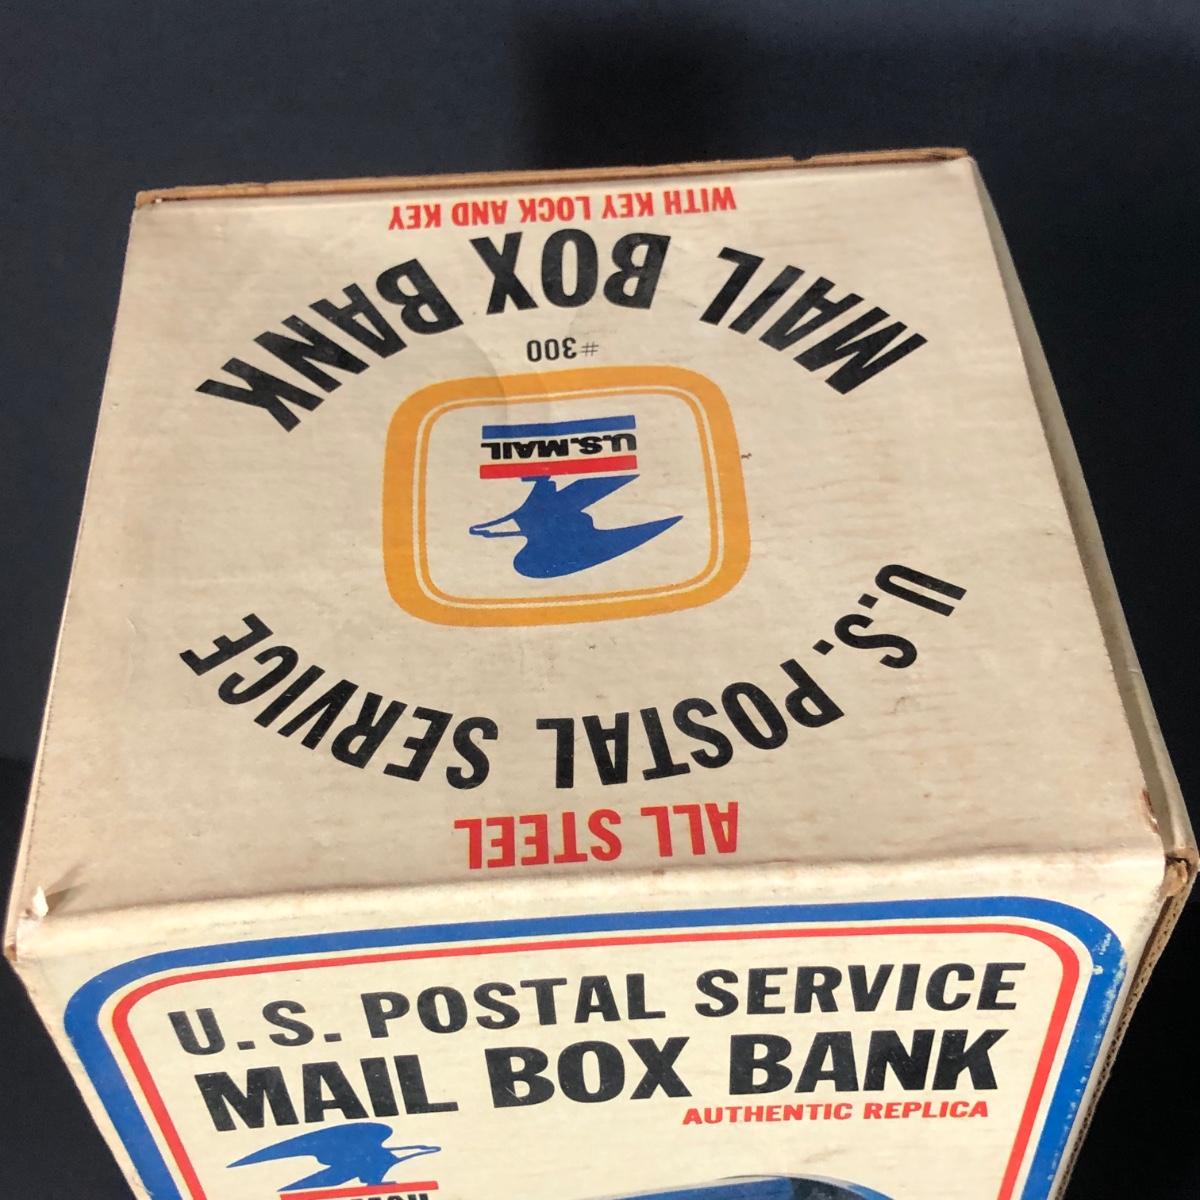 ALL STEEL
U.S. POSTAL SERVICE
U.S.MAIL
#300
MAIL BOX BANK
WITH KEY LOCK AND KEY
U.S. POSTAL SERVICE
MAIL BOX BANK
AUTHENTIC REPLICA